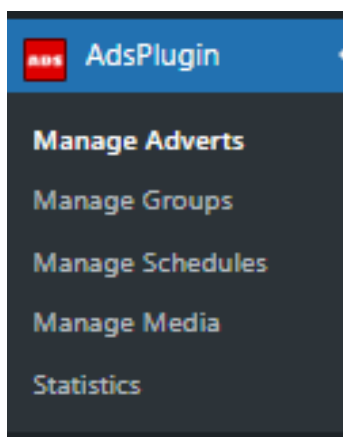 ADS AdsPlugin
Manage Adverts
Manage Groups
Manage Schedules
Manage Media
Statistics